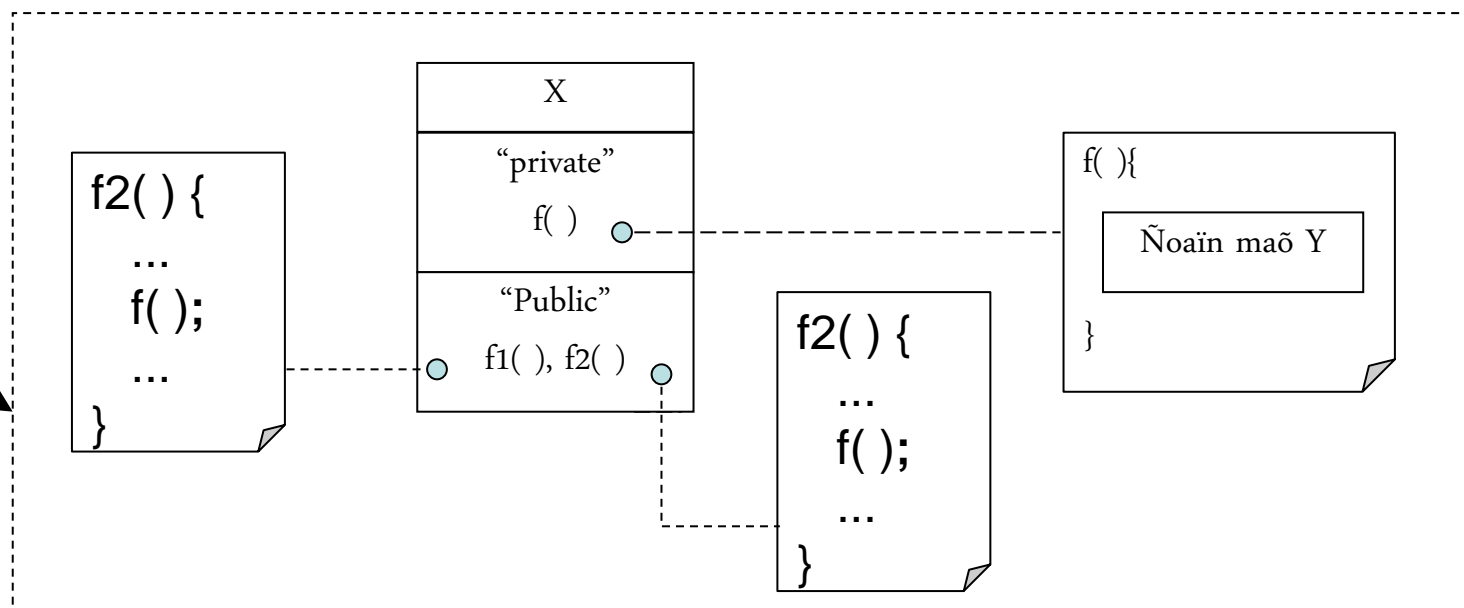 f2( ) {
...
f( );
...
}
X
“private”
f( )
“Public”
f1( ), f2( )
f2( ) {
...
f( );
...
}
f( ){
Ñoaïn maõ Y
}